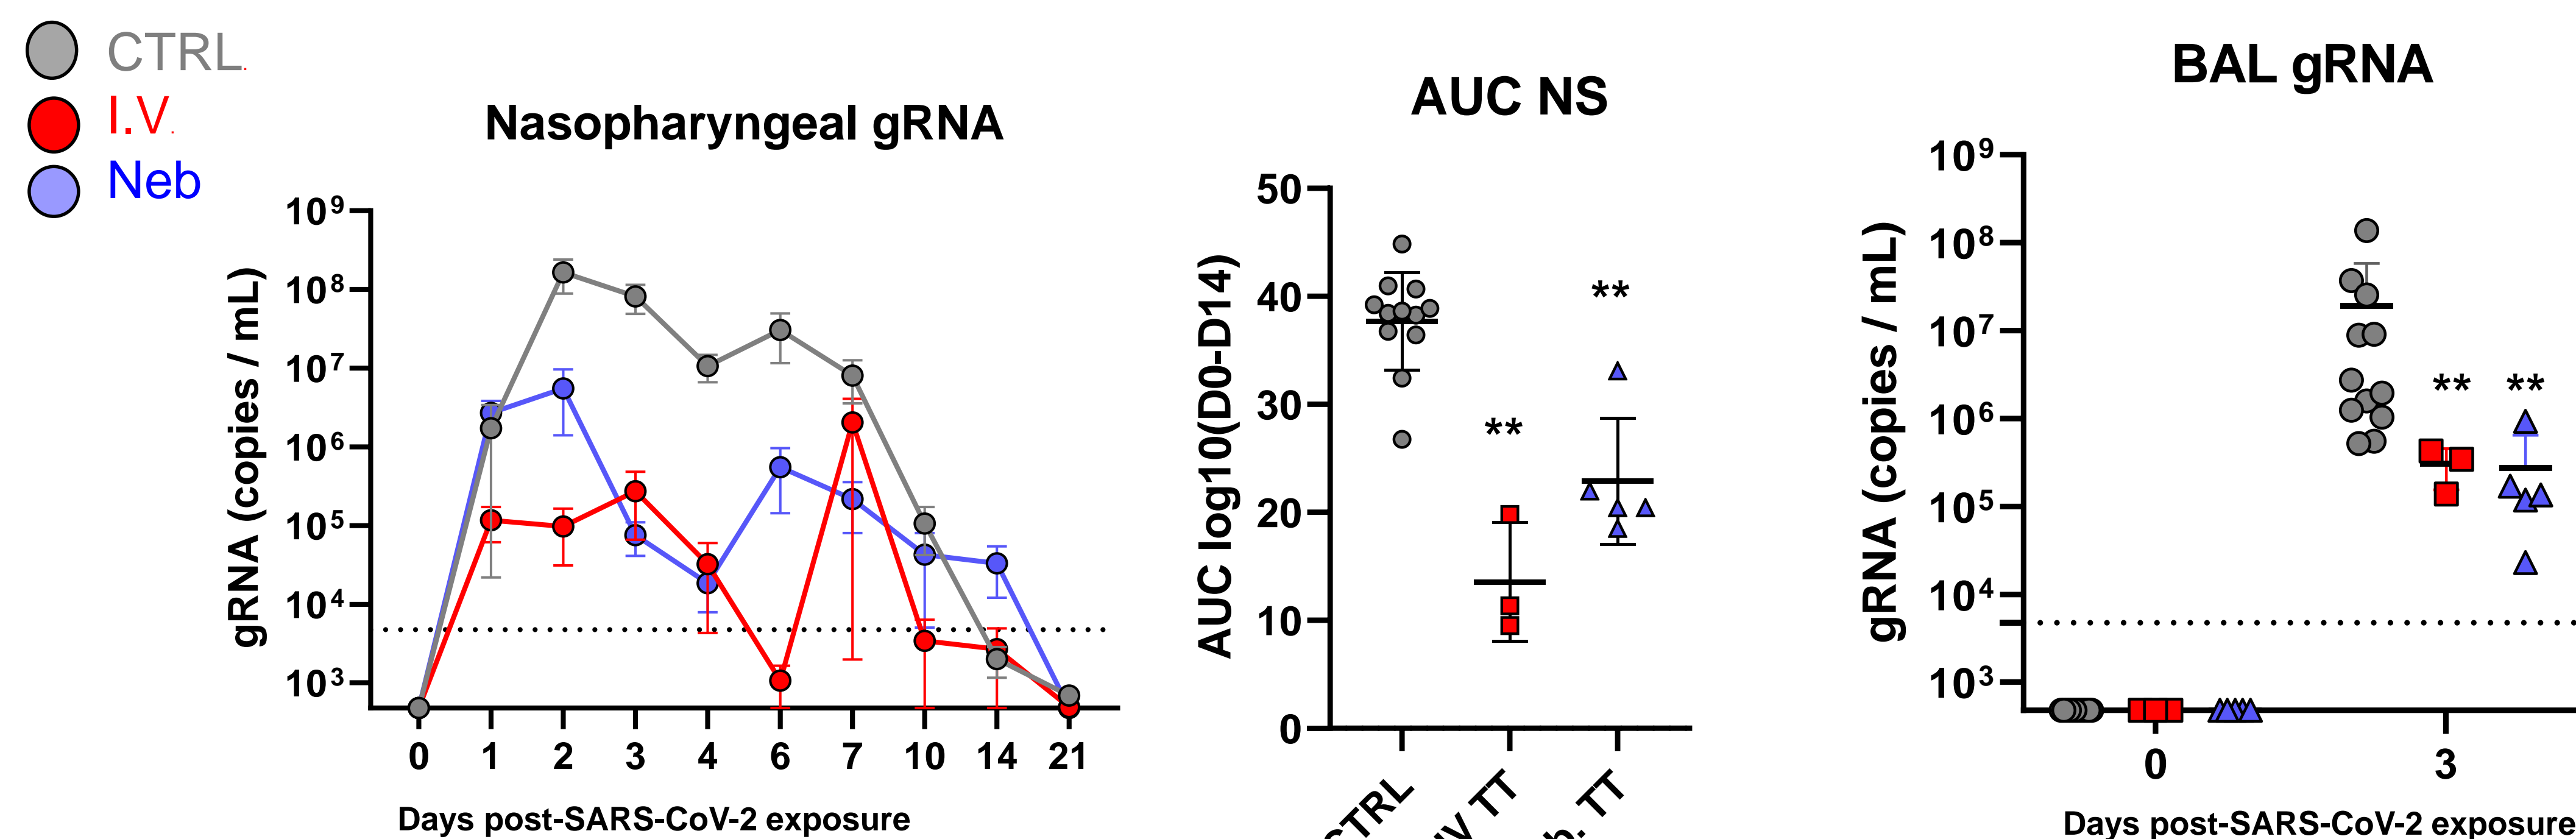 CTRL.
I.V.
Neb
Nasopharyngeal gRNA
gRNA (copies / mL)
10⁹
10⁸
10⁷
10⁶
10⁵
10⁴
10³
0 1 2 3 4 6 7 10 14 21
Days post-SARS-CoV-2 exposure
AUC NS
AUC log10(D0-D14)
50
40
30
20
10
0
**
**
CTRL
TT
TT
BAL gRNA
gRNA (copies / mL)
10⁹
10⁸
10⁷
10⁶
10⁵
10⁴
10³
** **
0 3
Days post-SARS-CoV-2 exposure